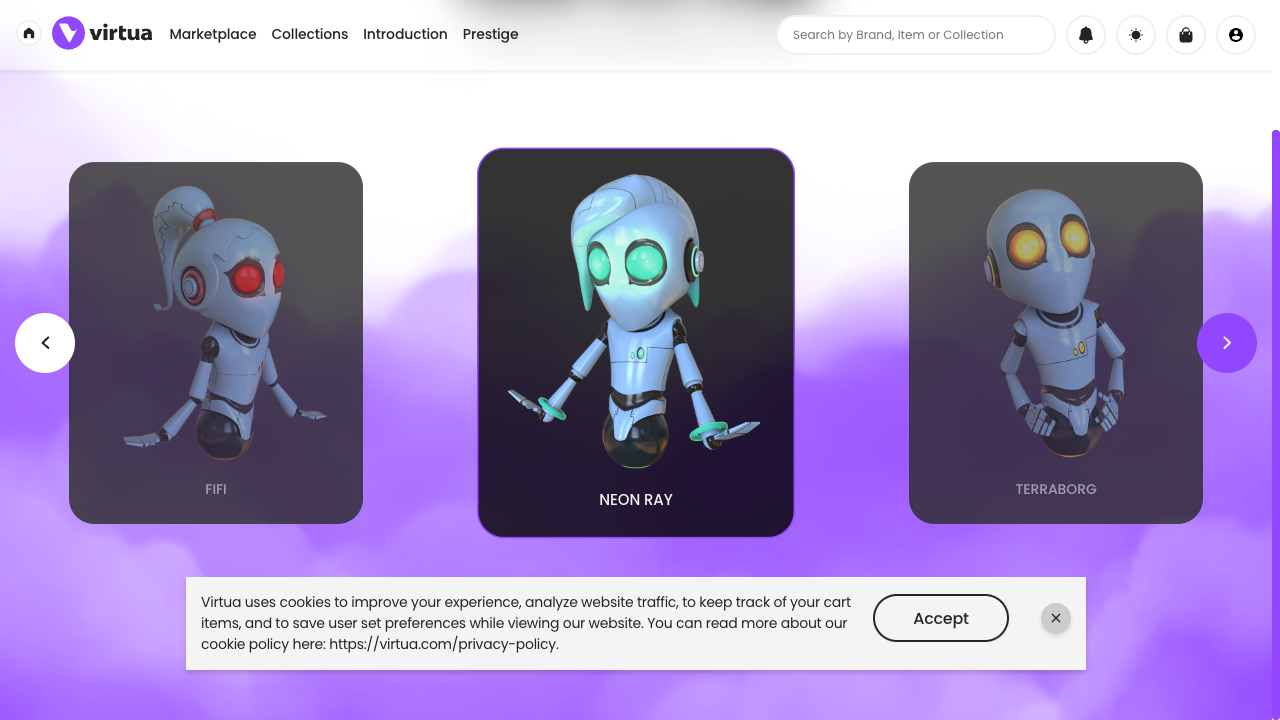 virtua
Marketplace
Collections
Introduction
Prestige
Search by Brand, Item or Collection
FIFI
NEON RAY
TERRABORG
Virtua uses cookies to improve your experience, analyze website traffic, to keep track of your cart
items, and to save userset preferences while viewing our website. You can read more about our
cookie policy here: https://virtua.com/privacy-policy.
Accept